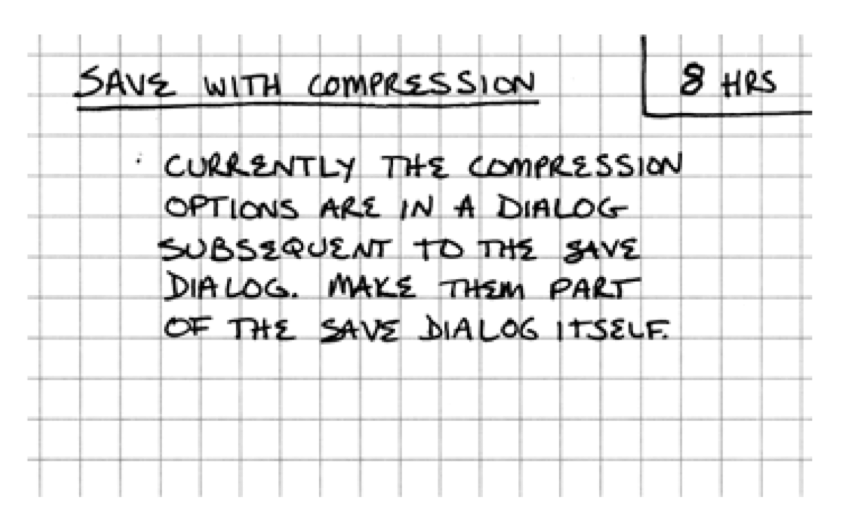 SAVE WITH COMPRESSION
8 HRS
CURRENTLY THE COMPRESSION
OPTIONS ARE IN A DIALOG
SUBSEQUENT TO THE SAVE
DIALOG. MAKE THEM PART
OF THE SAVE DIALOG ITSELF.